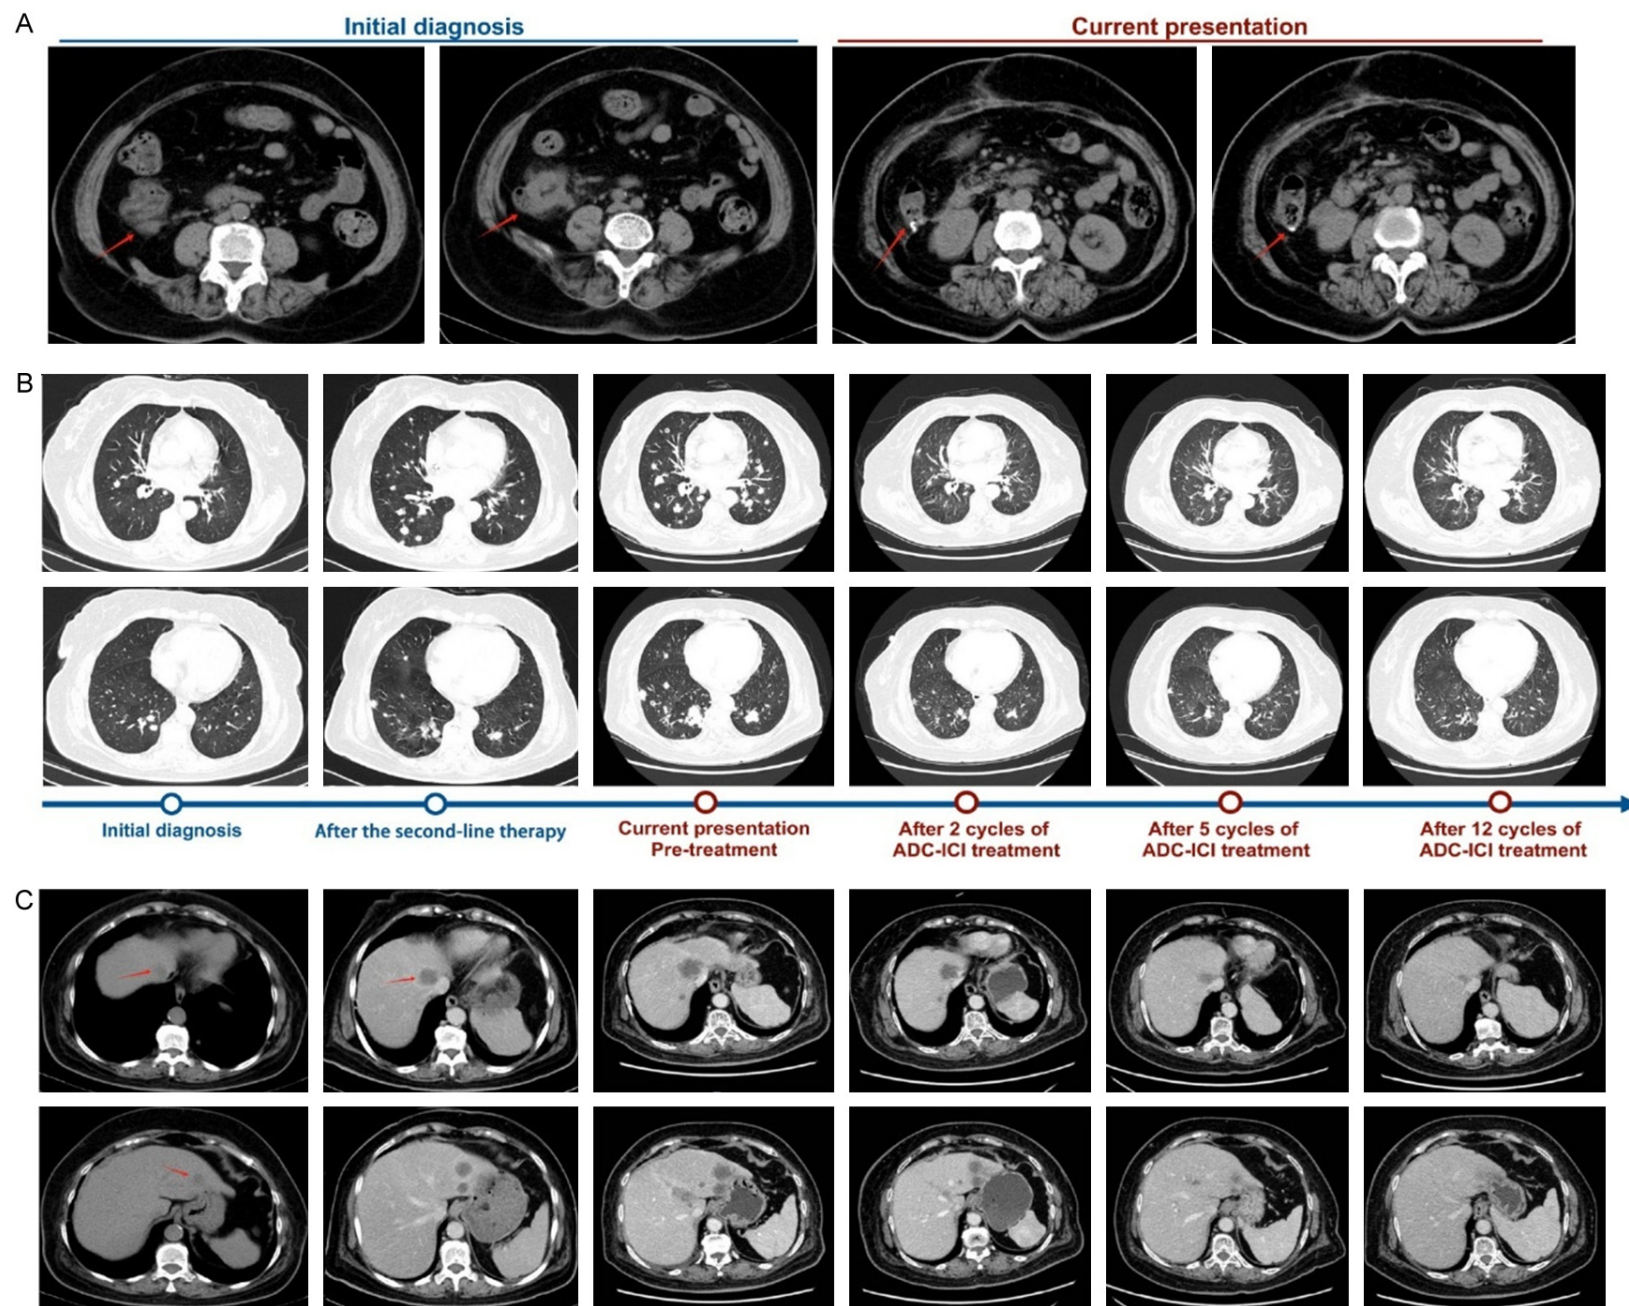 A
Initial diagnosis
Current presentation
B
Initial diagnosis
After the second-line therapy
Current presentation
Pre-treatment
After 2 cycles of
ADC-ICI treatment
After 5 cycles of
ADC-ICI treatment
After 12 cycles of
ADC-ICI treatment
C